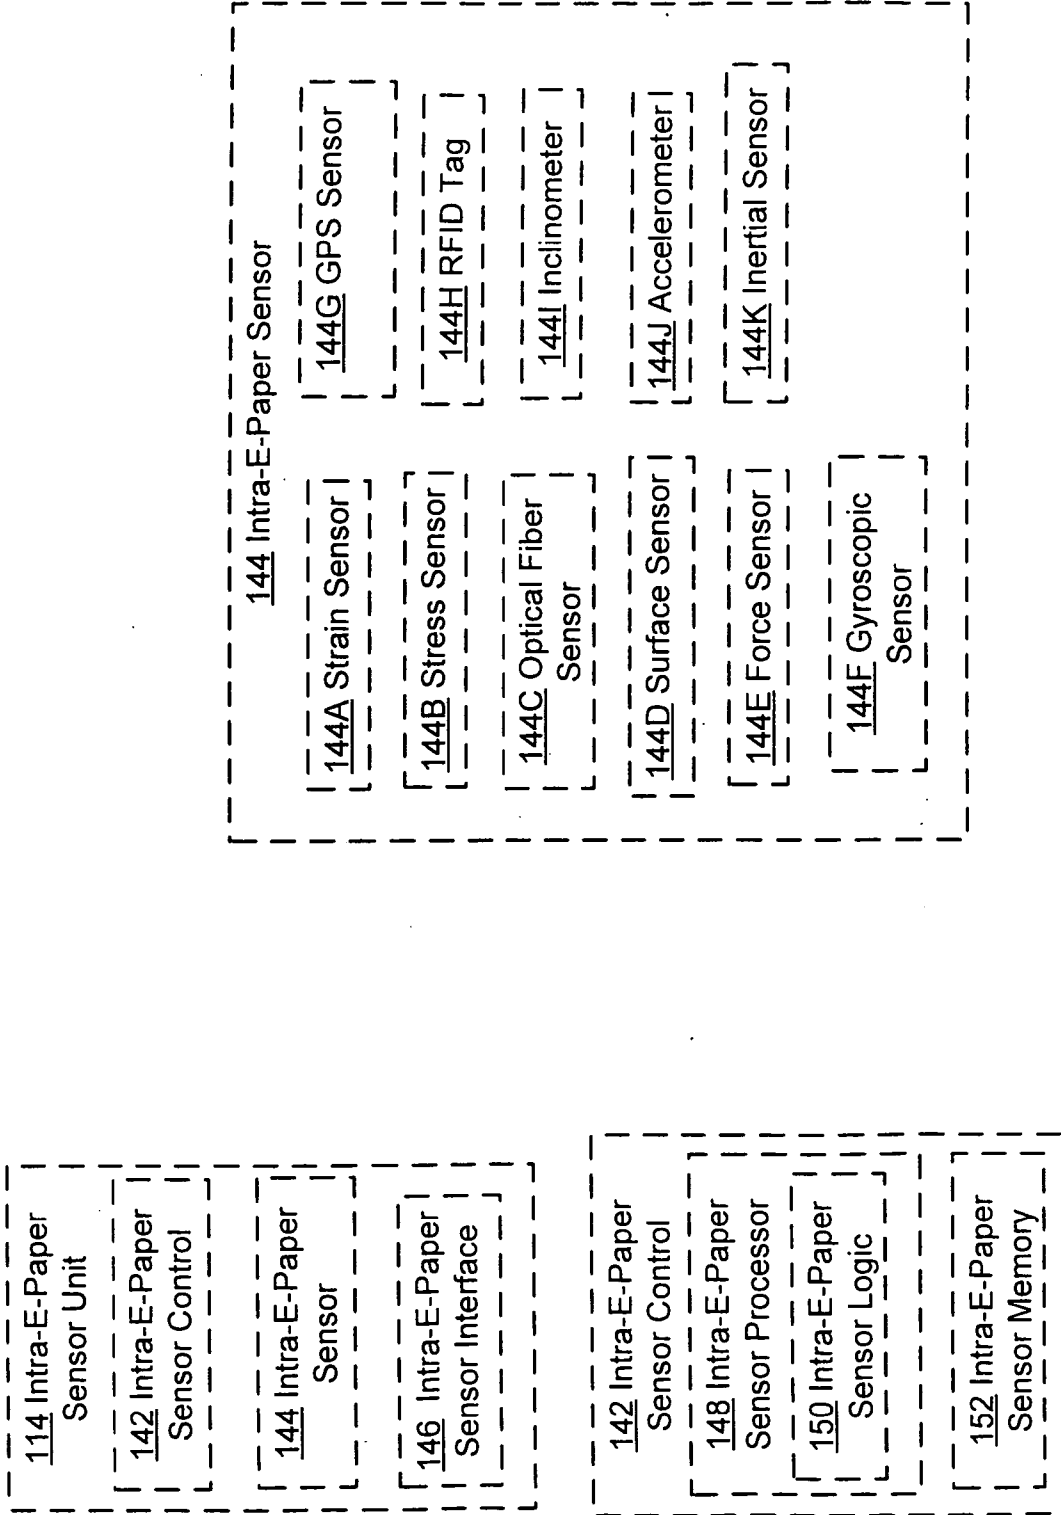 114 Intra-E-Paper
Sensor Unit
142 Intra-E-Paper
Sensor Control
144 Intra-E-Paper
Sensor
146 Intra-E-Paper
Sensor Interface
142 Intra-E-Paper
Sensor Control
148 Intra-E-Paper
Sensor Processor
150 Intra-E-Paper
Sensor Logic
152 Intra-E-Paper
Sensor Memory
144 Intra-E-Paper Sensor
144A Strain Sensor
144B Stress Sensor
144C Optical Fiber
Sensor
144D Surface Sensor
144E Force Sensor
144F Gyroscopic
Sensor
144G GPS Sensor
144H RFID Tag
144I Inclinometer
144J Accelerometer
144K Inertial Sensor